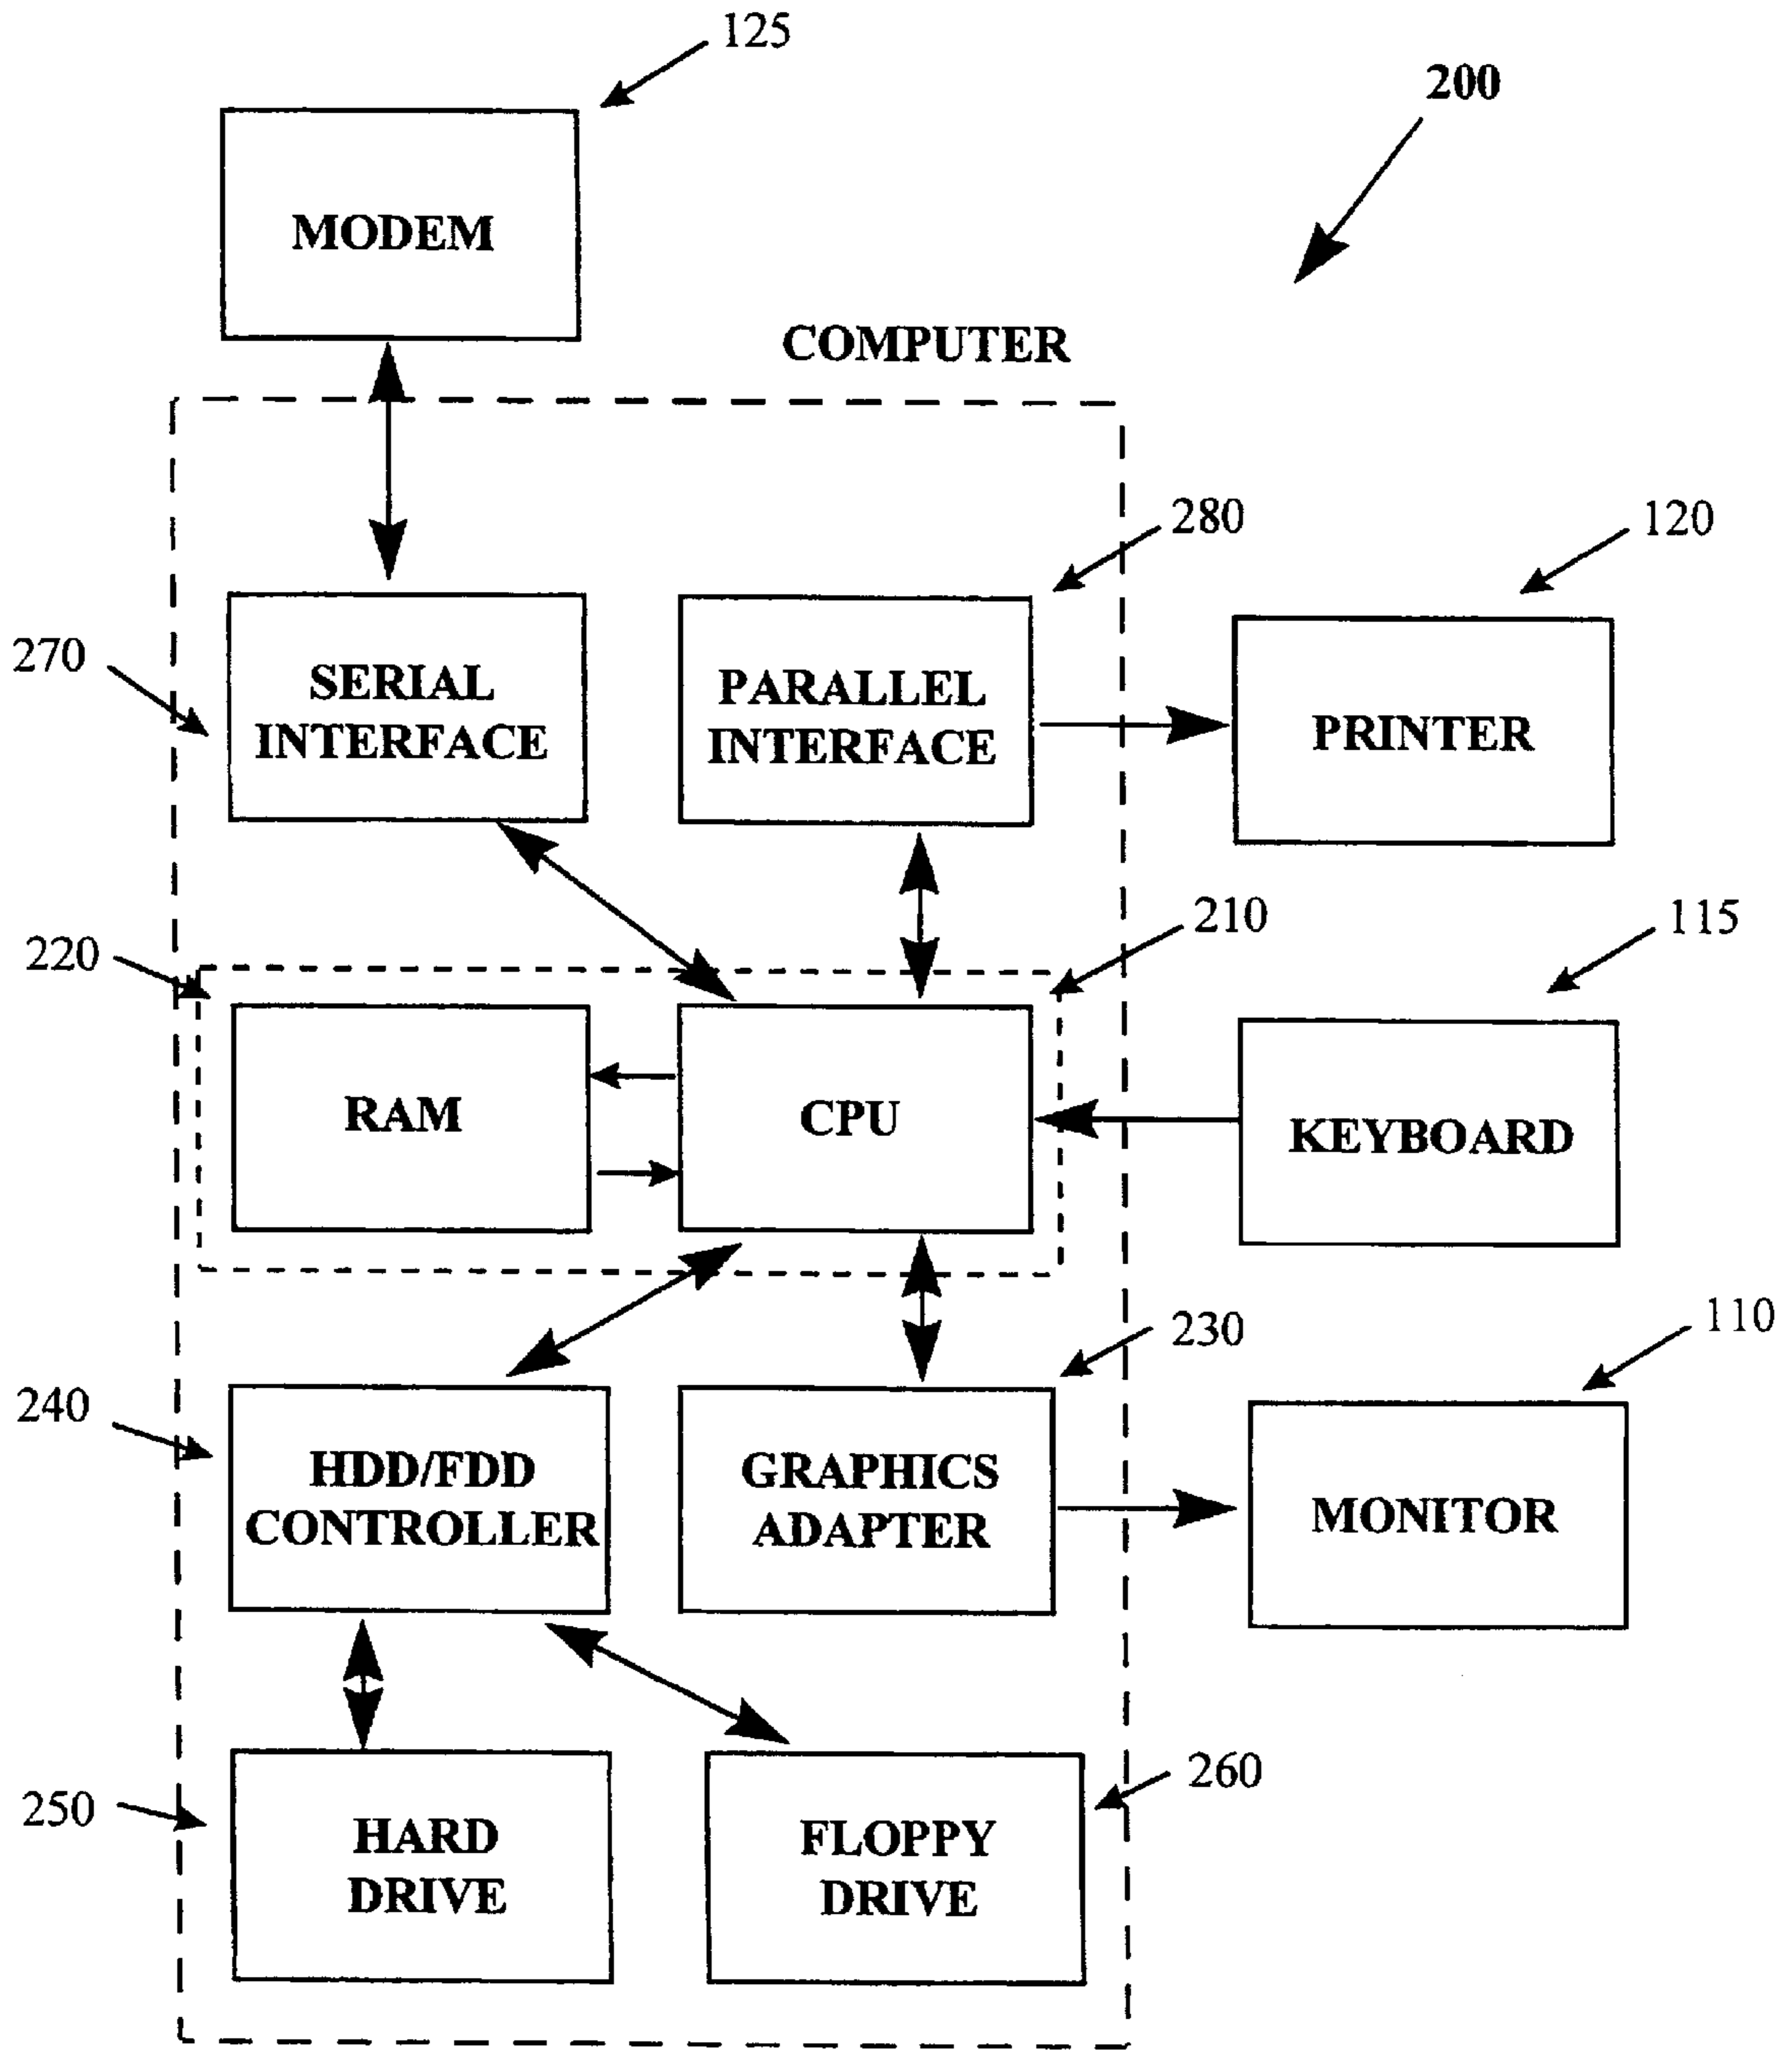 125
200
MODEM
COMPUTER
280
120
270
SERIAL
INTERFACE
PARALLEL
INTERFACE
PRINTER
220
210
115
RAM
CPU
KEYBOARD
230
110
240
HDD/FDD
CONTROLLER
GRAPHICS
ADAPTER
MONITOR
250
260
HARD
DRIVE
FLOPPY
DRIVE